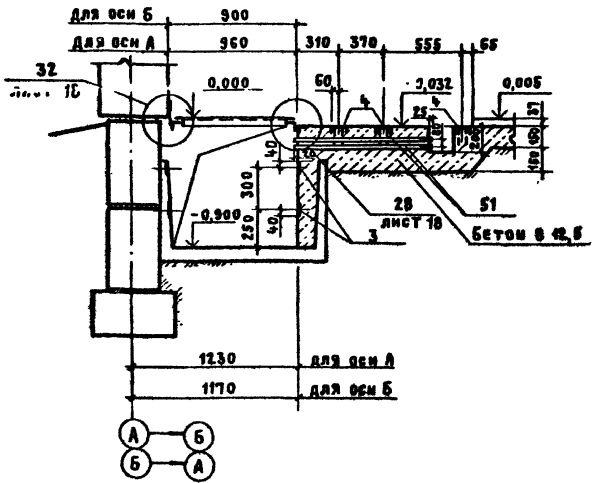 для оси Б 900
для оси А 960 310 370 555 65
32
0,000 60 4 0,032 0,005
25 4
40
300
250
40
-0,900
28
лист 18
3
51
бетон В 12,5
1230 для оси А
1170 для оси Б
А Б
Б А